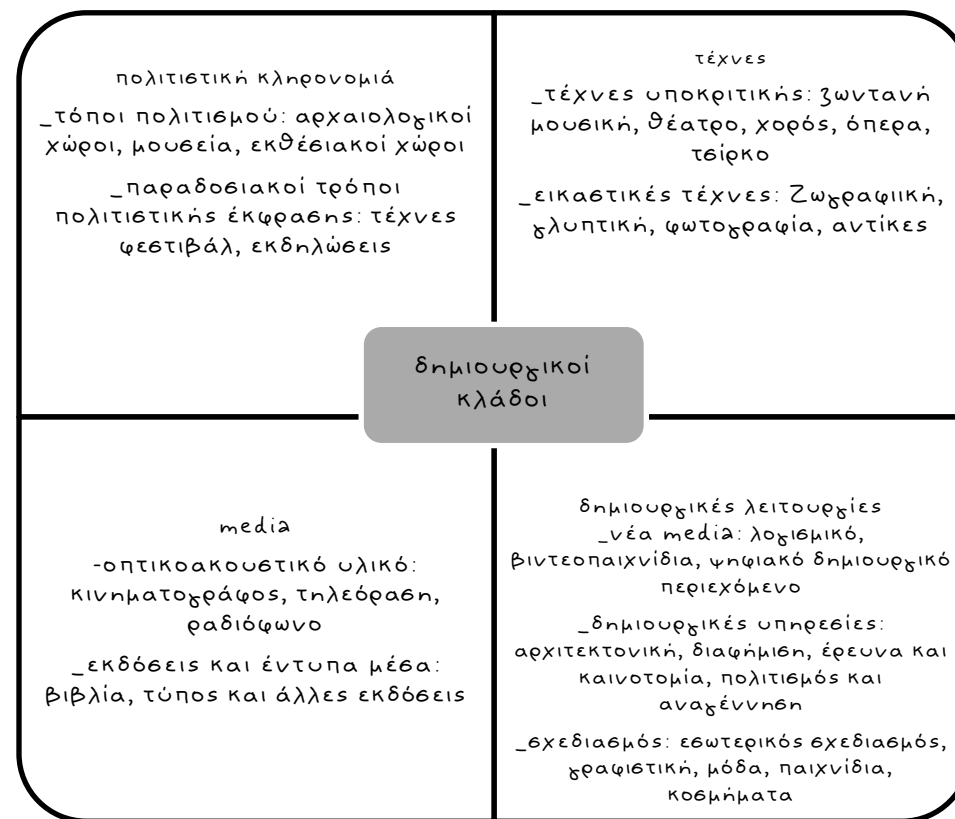 πολιτιστική κληρονομιά
_τόποι πολιτισμού: αρχαιολογικοί
χώροι, μουσεία, εκθέσιακοί χώροι
_παραδοσιακοί τρόποι
πολιτιστικής έκφρασης: τέχνες
φεστιβάλ, εκδηλώσεις
τέχνες
_τέχνες υποκριτικής: ζωντανή
μουσική, θέατρο, χορός, όπερα,
τσίρκο
_εικαστικές τέχνες: Ζωγραφιική,
γλυπτική, φωτογραφία, αντίκες
δημιουργικοί
κλάδοι
media
-οπτικοακουστικό υλικό:
κινηματογράφος, τηλεόραση,
ραδιόφωνο
_εκδόσεις και έντυπα μέσα:
βιβλία, τύπος και άλλες εκδόσεις
δημιουργικές λειτουργίες
_νέα media: λογισμικό,
βιντεοπαιχνίδια, ψηφιακό δημιουργικό
περιεχόμενο
_δημιουργικές υπηρεσίες:
αρχιτεκτονική, διαφήμιση, έρευνα και
καινοτομία, πολιτισμός και
αναγέννηση
_σχεδιασμός: εσωτερικός σχεδιασμός,
γραφιστική, μόδα, παιχνίδια,
κοσμήματα